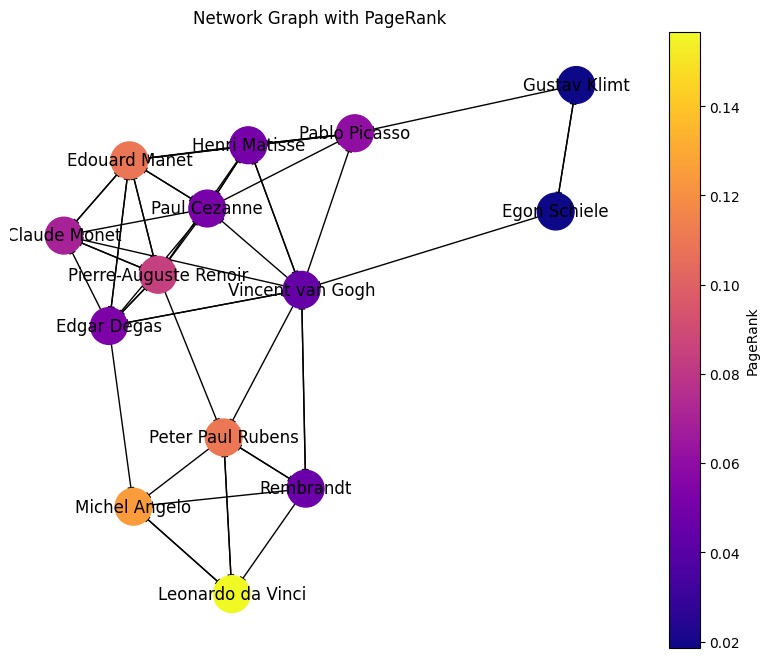 Network Graph with PageRank
Gustav Klimt
Pablo Picasso
Henri Matisse
Edouard Manet
Paul Cezanne
Egon Schiele
Claude Monet
Pierre-Auguste Renoir
Vincent van Gogh
Edgar Degas
Peter Paul Rubens
Rembrandt
Michel Angelo
Leonardo da Vinci
0.14
0.12
0.10
0.08
0.06
0.04
0.02
PageRank